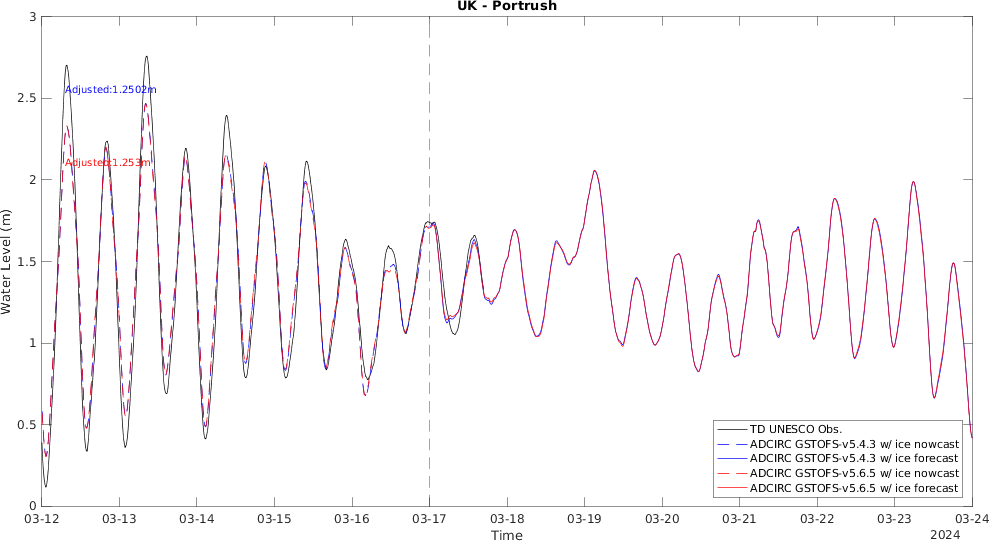 UK - Portrush
3
2.5
2
1.5
1
0.5
0
Water Level (m)
Adjusted:1.2502m
Adjusted:1.253m
TD UNESCO Obs.
ADCIRC GSTOFS-v5.4.3 w/ ice nowcast
ADCIRC GSTOFS-v5.4.3 w/ ice forecast
ADCIRC GSTOFS-v5.6.5 w/ ice nowcast
ADCIRC GSTOFS-v5.6.5 w/ ice forecast
03-12 03-13 03-14 03-15 03-16 03-17 03-18 03-19 03-20 03-21 03-22 03-23 03-24
Time
2024